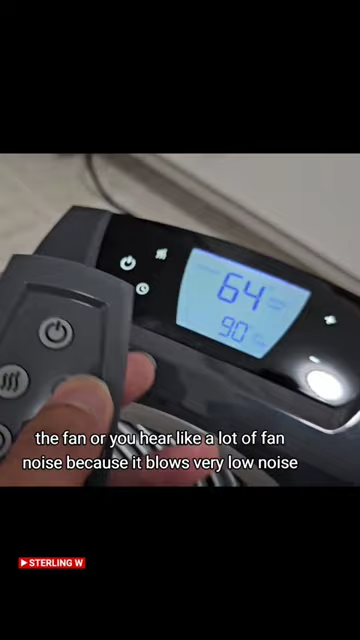 64
90
the fan or you hear like a lot of fan
noise because it blows very low noise
STERLING W